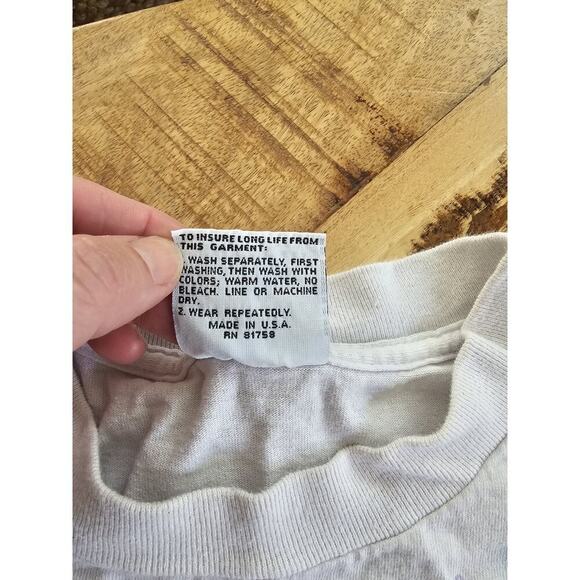 TO INSURE LONG LIFE FROM
THIS GARMENT:
. WASH SEPARATELY, FIRST
WASHING, THEN WASH WITH
COLORS; WARM WATER, NO
BLEACH. LINE OR MACHINE
DRY.
2. WEAR REPEATEDLY.
MADE IN U.S.A.
RN 81758